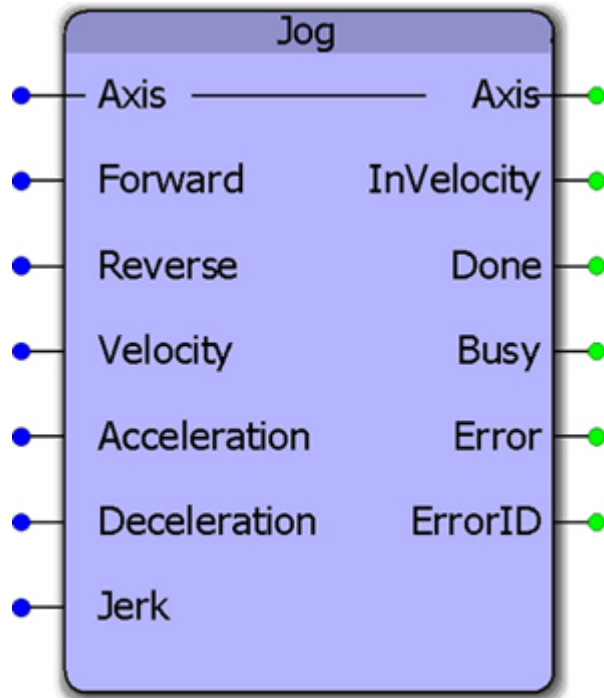 Jog
Axis Axis
Forward InVelocity
Reverse Done
Velocity Busy
Acceleration Error
Deceleration ErrorID
Jerk